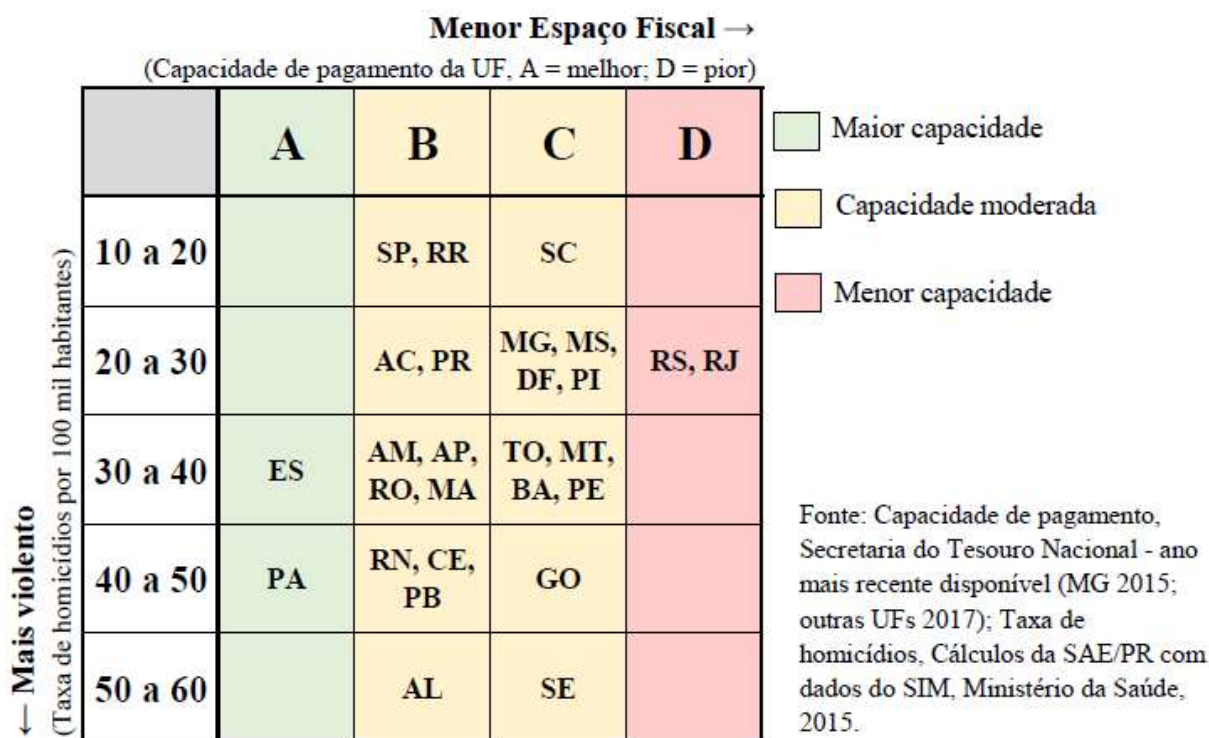 Menor Espaço Fiscal →
(Capacidade de pagamento da UF, A = melhor; D = pior)
A B C D
Maior capacidade
Capacidade moderada
Menor capacidade
← Mais violento
(Taxa de homicídios por 100 mil habitantes)
10 a 20 SP, RR SC
20 a 30 AC, PR MG, MS, RS, RJ
DF, PI
30 a 40 ES AM, AP, TO, MT,
RO, MA BA, PE
40 a 50 PA RN, CE, GO
PB
50 a 60 AL SE
Fonte: Capacidade de pagamento,
Secretaria do Tesouro Nacional - ano
mais recente disponível (MG 2015;
outras UFs 2017); Taxa de
homicídios, Cálculos da SAE/PR com
dados do SIM, Ministério da Saúde,
2015.